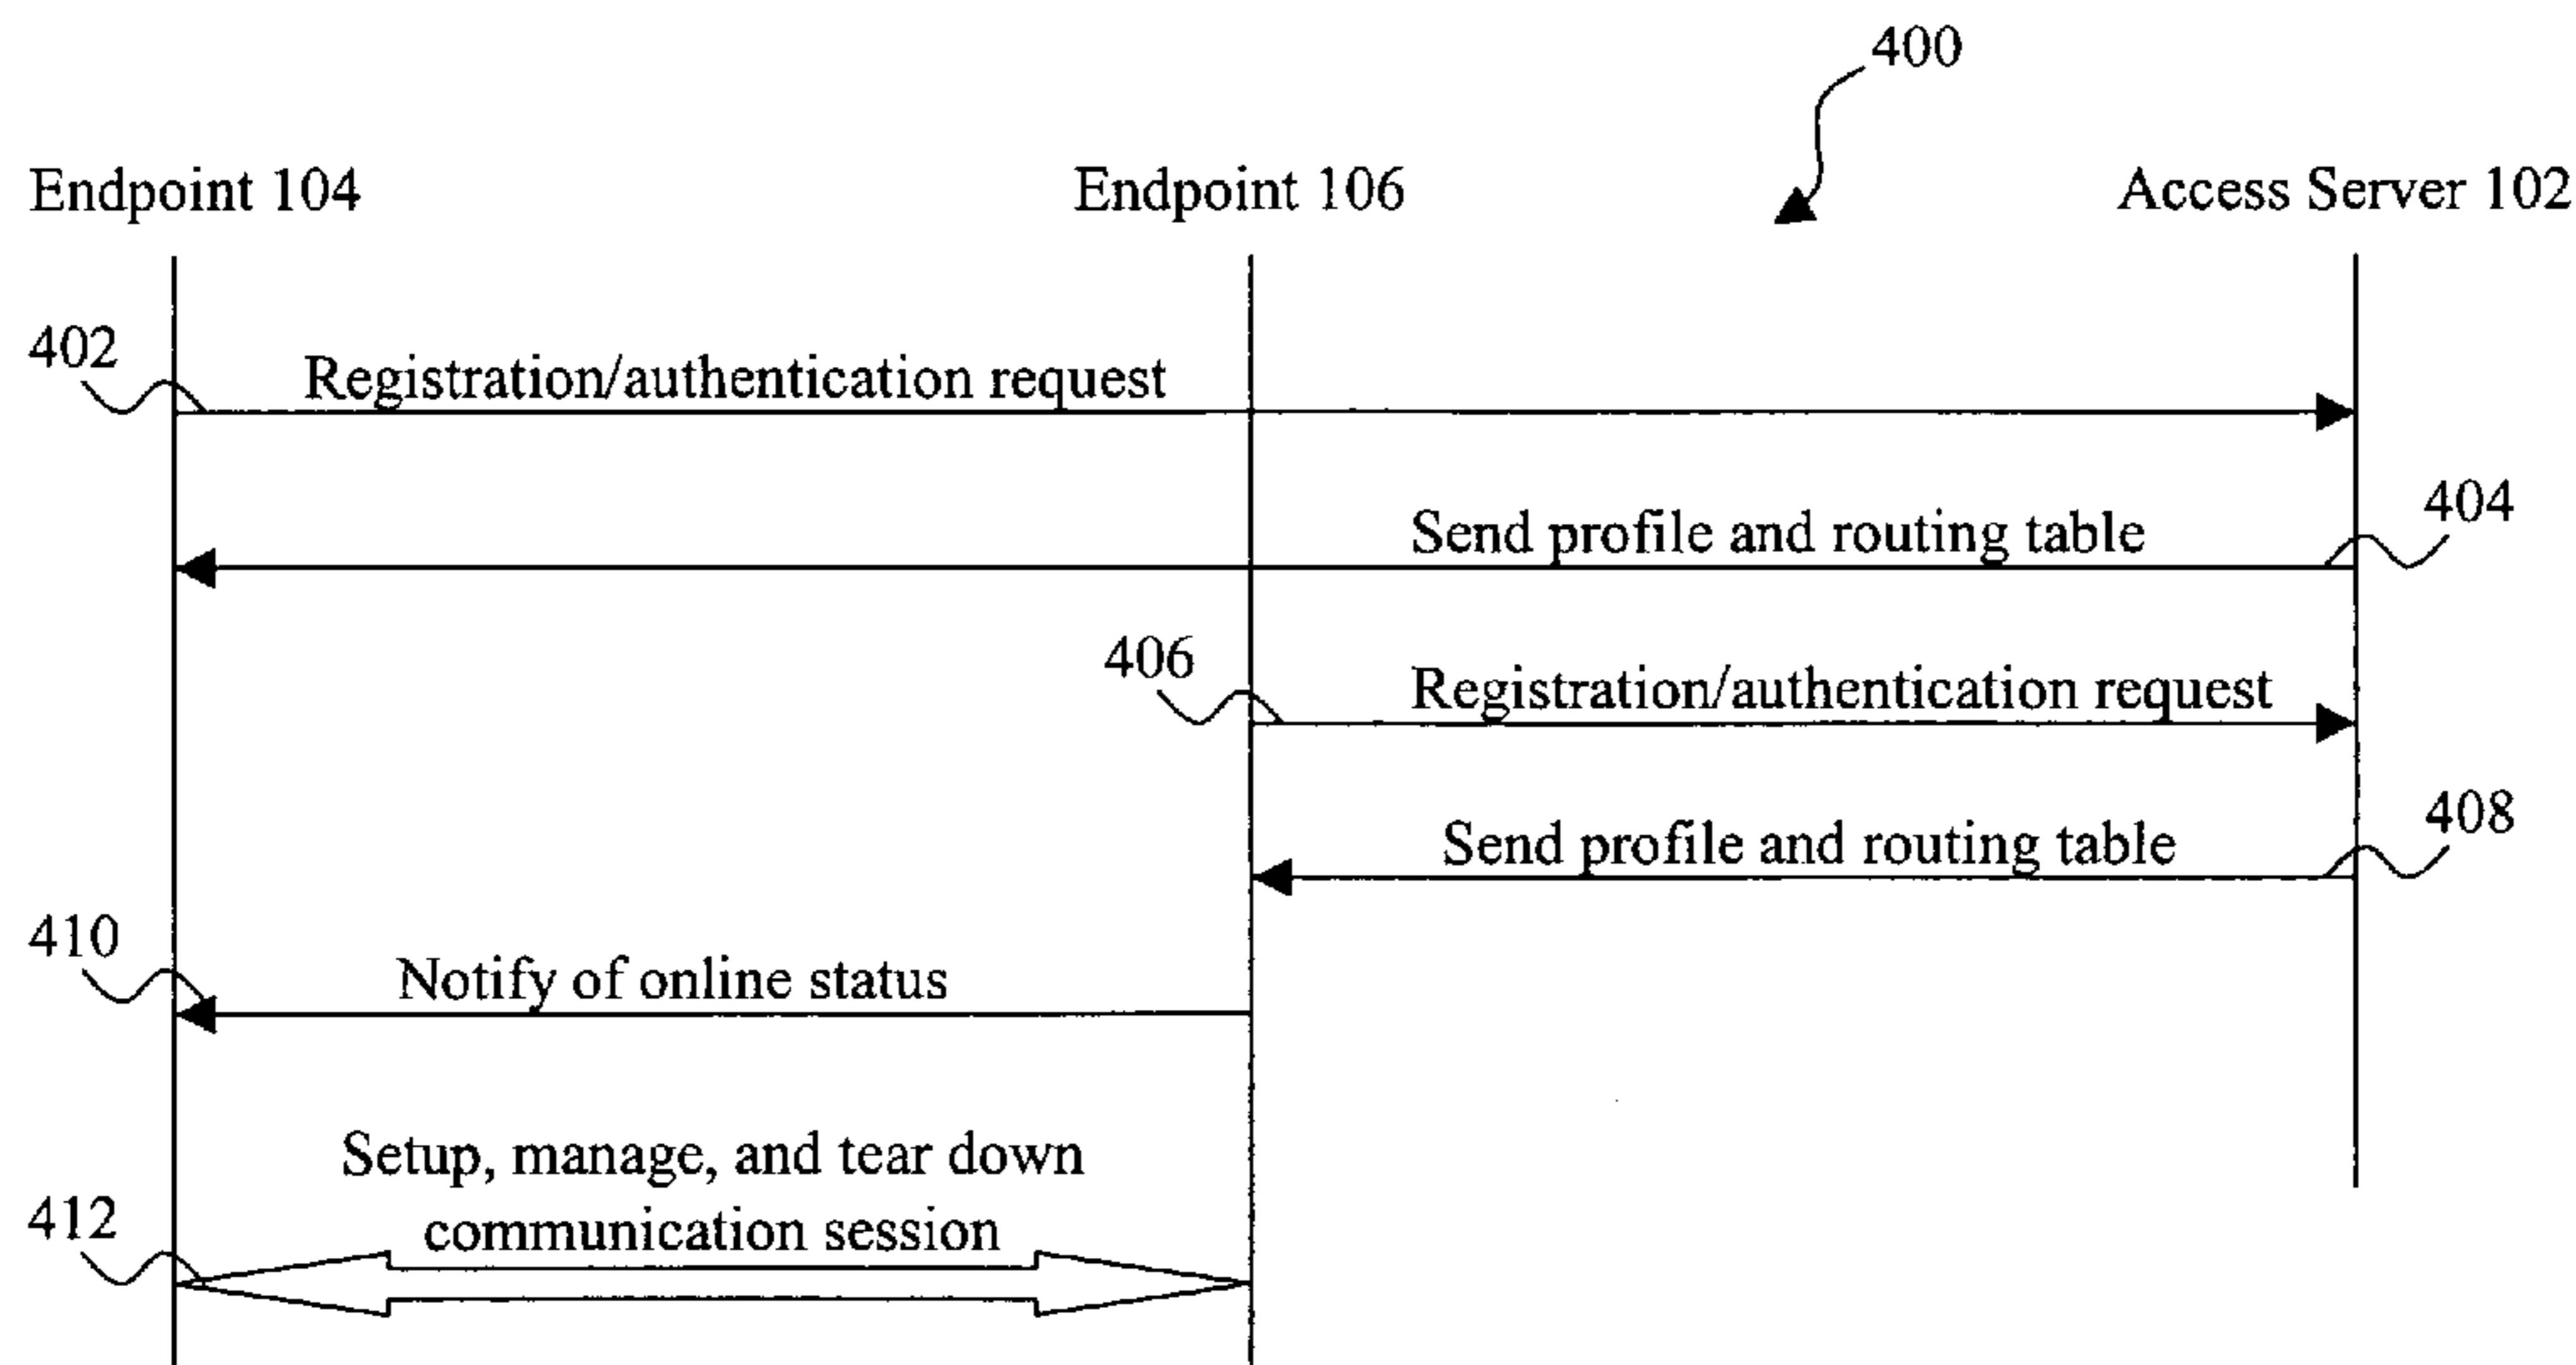 400
Endpoint 104
Endpoint 106
Access Server 102
402
Registration/authentication request
404
Send profile and routing table
406
Registration/authentication request
408
Send profile and routing table
410
Notify of online status
Setup, manage, and tear down
communication session
412